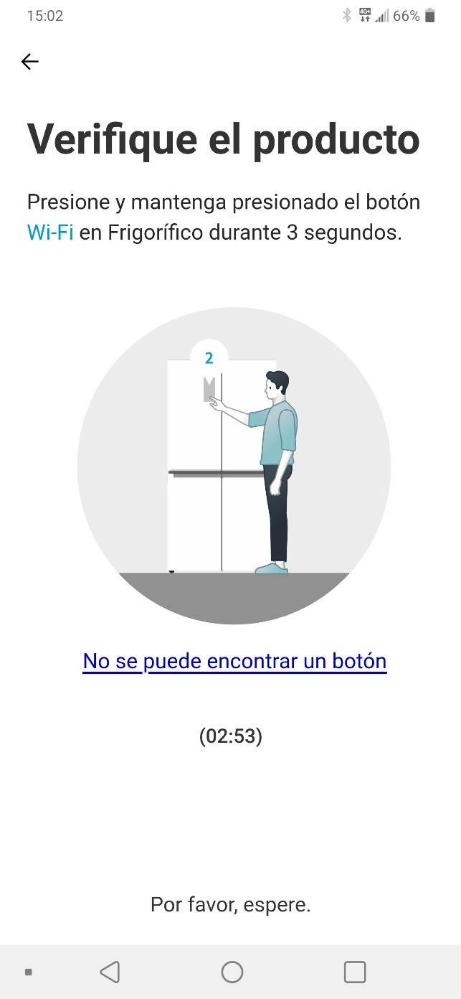 15:02
4G+
66%
Verifique el producto
Presione y mantenga presionado el botón
Wi-Fi en Frigorífico durante 3 segundos.
2
No se puede encontrar un botón
(02:53)
Por favor, espere.